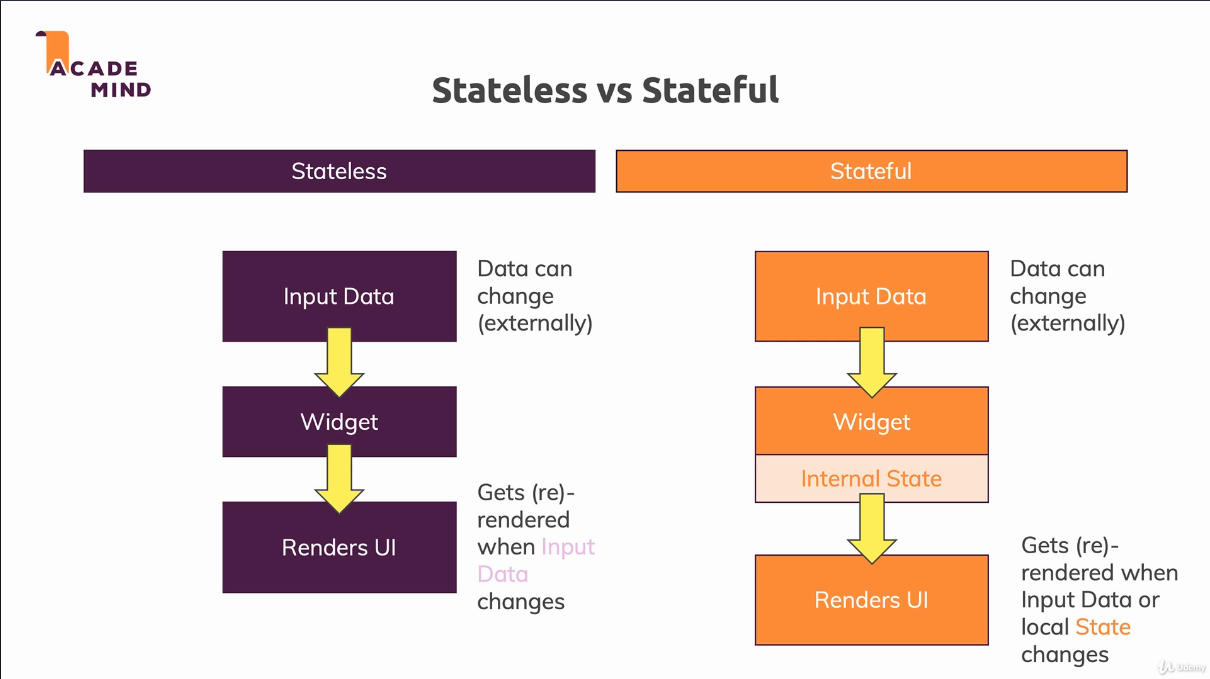 ACADE
MIND
Stateless vs Stateful
Stateless
Stateful
Input Data
Data can
change
(externally)
Widget
Renders UI
Gets (re)-
rendered
when Input
Data
changes
Input Data
Data can
change
(externally)
Widget
Internal State
Renders UI
Gets (re)-
rendered when
Input Data or
local State
changes
Udemy